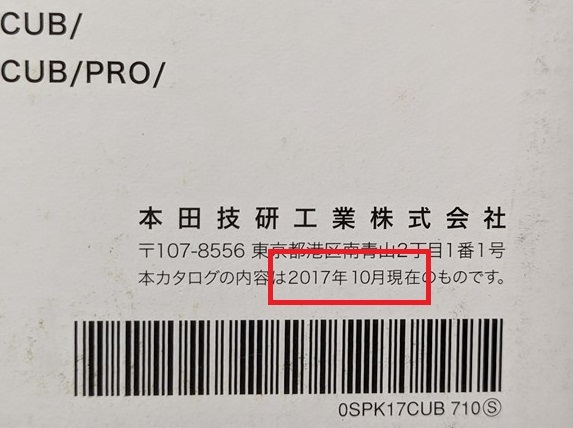 CUB/
CUB/PRO/
本田技研工業株式会社
〒107-8556 東京都港区南青山2丁目1番1号
本カタログの内容は2017年10月現在のものです。
0SPK17CUB 710Ⓢ